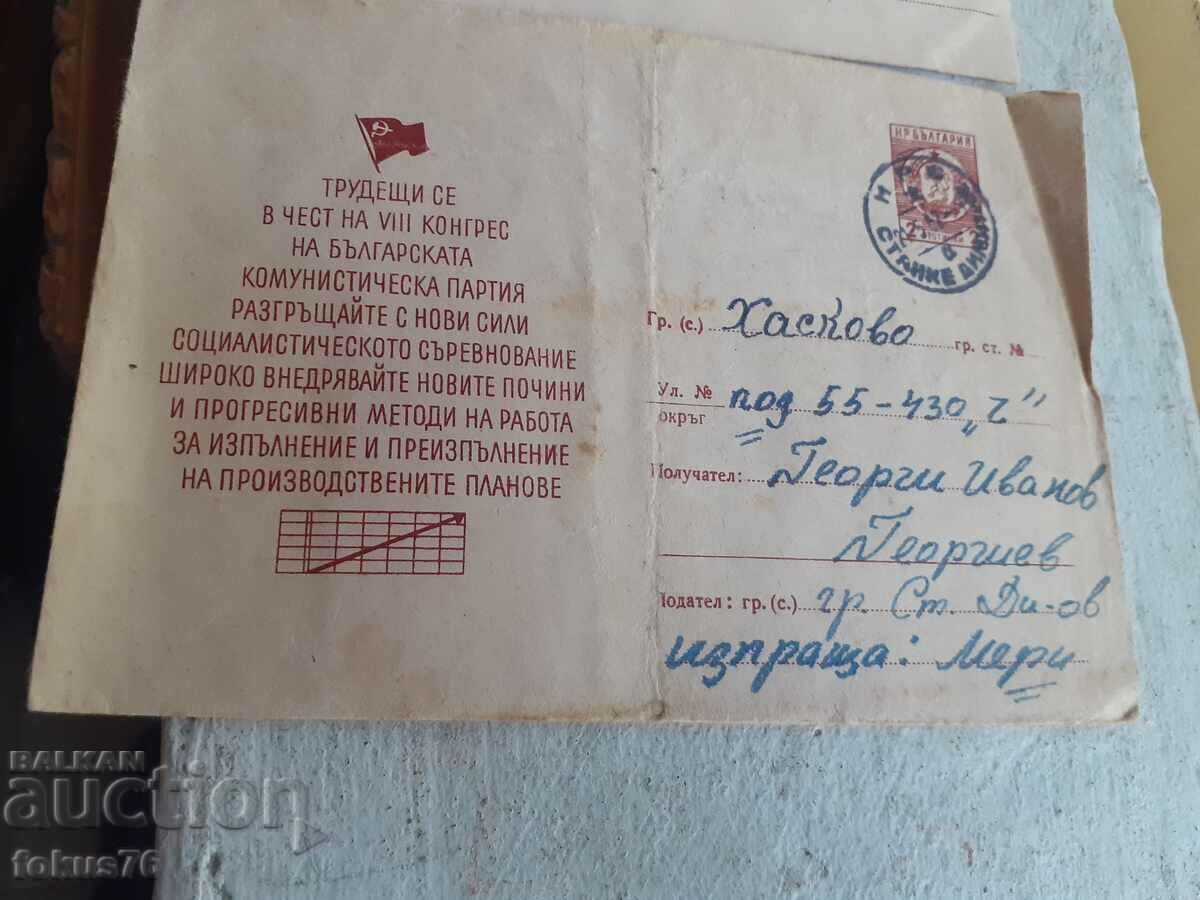 ТРУДЕЩИ СЕ
В ЧЕСТ НА VIII КОНГРЕС
НА БЪЛГАРСКАТА
КОМУНИСТИЧЕСКА ПАРТИЯ
РАЗГРЪЩАЙТЕ С НОВИ СИЛИ
СОЦИАЛИСТИЧЕСКОТО СЪРЕВНОВАНИЕ
ШИРОКО ВНЕДРЯВАЙТЕ НОВИТЕ ПОЧИНИ
И ПРОГРЕСИВНИ МЕТОДИ НА РАБОТА
ЗА ИЗПЪЛНЕНИЕ И ПРЕИЗПЪЛНЕНИЕ
НА ПРОИЗВОДСТВЕНИТЕ ПЛАНОВЕ
НР БЪЛГАРИЯ
СТАНКЕ
Гр. (с.) Хасково гр. ст. №
Ул. № под 55-430 „Г"
окръг
Получател: Георги Иванов
Георгиев
Подател: гр. (с.) гр. Ст. Ди-ов
изпраща: Мери
BALKAN
auction
fokus76